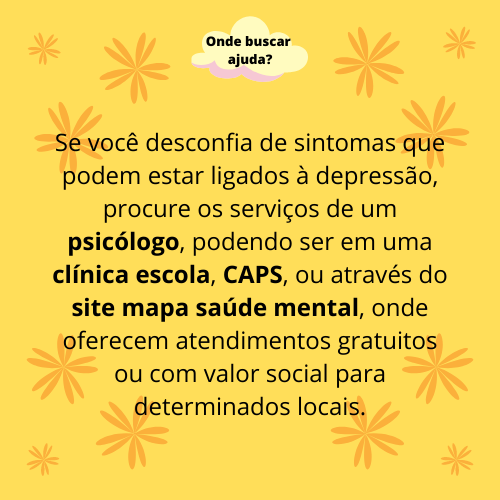 Onde buscar
ajuda?
Se você desconfia de sintomas que
podem estar ligados à depressão,
procure os serviços de um
psicólogo, podendo ser em uma
clínica escola, CAPS, ou através do
site mapa saúde mental, onde
oferecem atendimentos gratuitos
ou com valor social para
determinados locais.